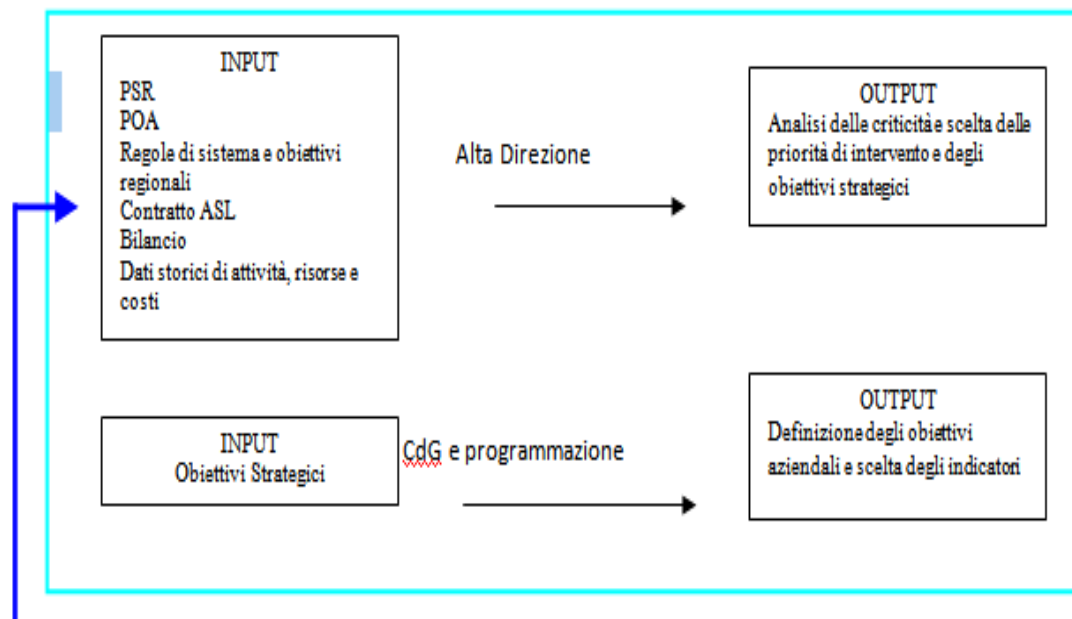 INPUT
PSR
POA
Regole di sistema e obiettivi
regionali
Contratto ASL
Bilancio
Dati storici di attività, risorse e
costi
Alta Direzione
OUTPUT
Analisi delle criticità e scelta delle
priorità di intervento e degli
obiettivi strategici
INPUT
Obiettivi Strategici
CdG e programmazione
OUTPUT
Definizione degli obiettivi
aziendali e scelta degli indicatori